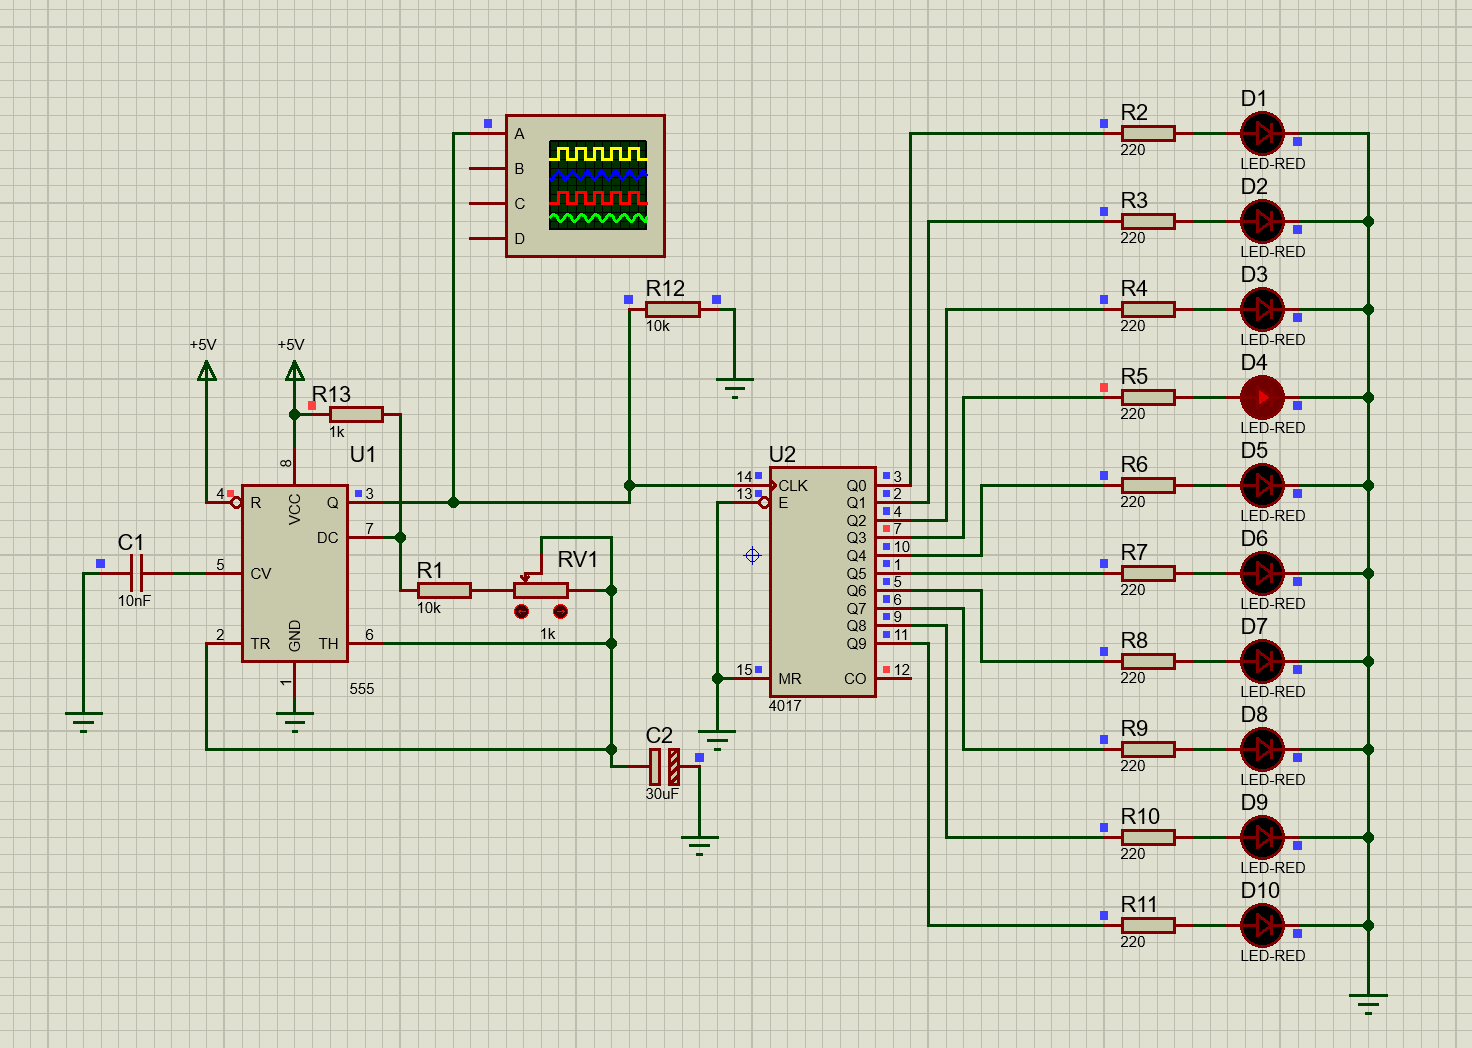 R2
220
D1
LED-RED
A
B
C
D
R3
220
D2
LED-RED
R12
10k
R4
220
D3
LED-RED
+5V
+5V
R13
1k
R5
220
D4
LED-RED
U1
8
4
R
VCC
Q
3
DC
7
C1
10nF
5
CV
R1
10k
RV1
1k
2
TR
GND
TH
6
1
555
U2
14
CLK
Q0
3
13
E
Q1
2
Q2
4
Q3
7
Q4
10
Q5
1
Q6
5
Q7
6
Q8
9
Q9
11
15
MR
CO
12
4017
C2
30uF
R6
220
D5
LED-RED
R7
220
D6
LED-RED
R8
220
D7
LED-RED
R9
220
D8
LED-RED
R10
220
D9
LED-RED
R11
220
D10
LED-RED